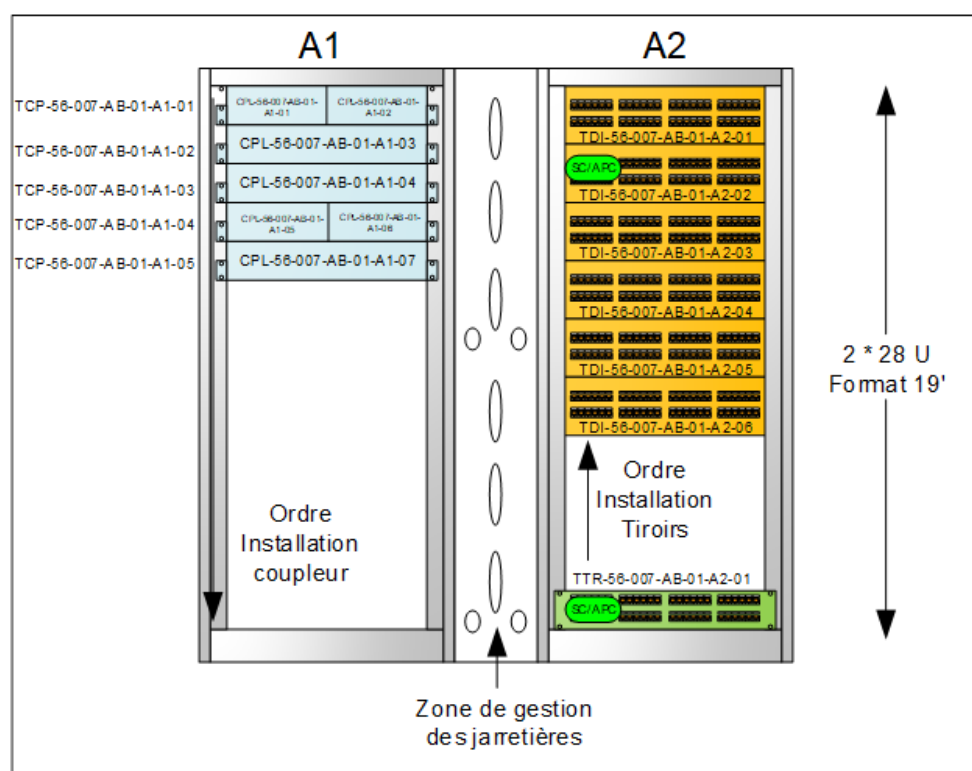 A1
A2
TCP-56-007-AB-01-A1-01
CPL-56-007-AB-01-
A1-01
CPL-56-007-AB-01-
A1-02
TCP-56-007-AB-01-A1-02
CPL-56-007-AB-01-A1-03
TCP-56-007-AB-01-A1-03
CPL-56-007-AB-01-A1-04
TCP-56-007-AB-01-A1-04
CPL-56-007-AB-01-
A1-05
CPL-56-007-AB-01-
A1-06
TCP-56-007-AB-01-A1-05
CPL-56-007-AB-01-A1-07
TDI-56-007-AB-01-A2-01
SC/APC
TDI-56-007-AB-01-A2-02
TDI-56-007-AB-01-A2-03
TDI-56-007-AB-01-A2-04
TDI-56-007-AB-01-A2-05
TDI-56-007-AB-01-A2-06
2 * 28 U
Format 19'
Ordre
Installation
coupleur
Ordre
Installation
Tiroirs
TTR-56-007-AB-01-A2-01
SC/APC
Zone de gestion
des jarretières